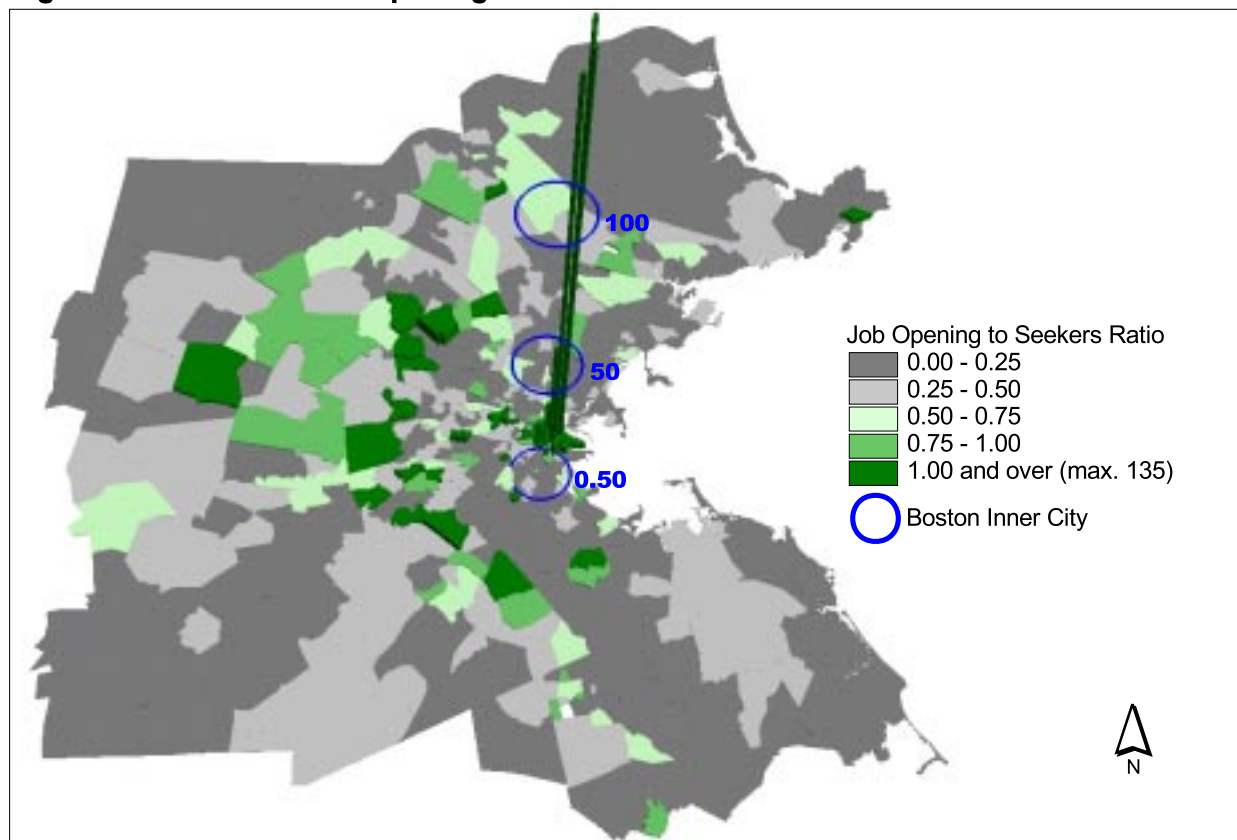 100
50
0.50
Job Opening to Seekers Ratio
0.00 - 0.25
0.25 - 0.50
0.50 - 0.75
0.75 - 1.00
1.00 and over (max. 135)
Boston Inner City
N